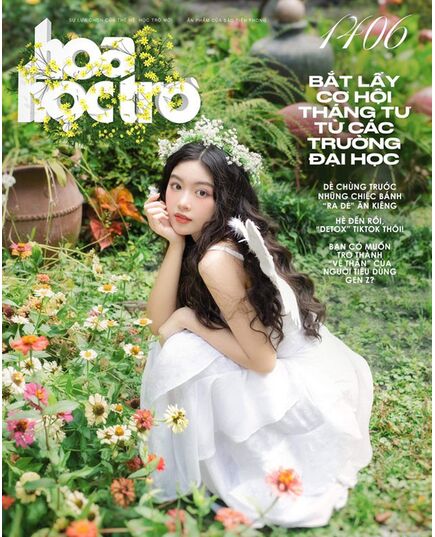 SỰ LỰA CHỌN CỦA THẾ HỆ HỌC TRÒ MỚI
ẤN PHẨM CỦA BÁO TIỀN PHONG
1406
hoa
học trò
BẮT LẤY
CƠ HỘI
THÁNG TƯ
TỪ CÁC
TRƯỜNG
ĐẠI HỌC
DÈ CHỪNG TRƯỚC
NHỮNG CHIẾC BÁNH
"RA DẺ" ĂN KIÊNG
HÈ ĐẾN RỒI,
"DETOX" TIKTOK THÔI!
BẠN CÓ MUỐN
TRỞ THÀNH
"VỆ THẦN" CỦA
NGƯỜI TIÊU DÙNG
GEN Z?